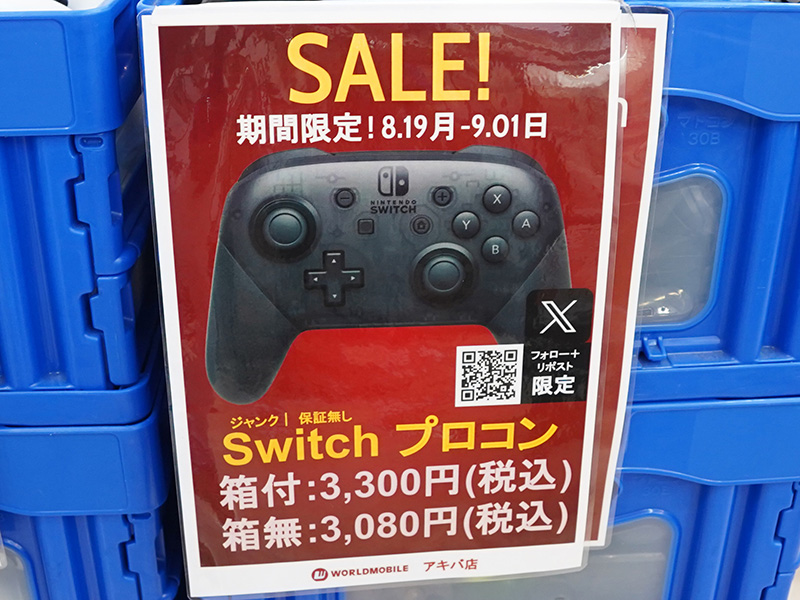 SALE!
期間限定！8.19月-9.01日
NINTENDO
SWITCH
X
Y
A
B
X
フォロー＋
リポスト
限定
ジャンク| 保証無し
Switch プロコン
箱付:3,300円(税込)
箱無:3,080円(税込)
WORLDMOBILE アキバ店
30B